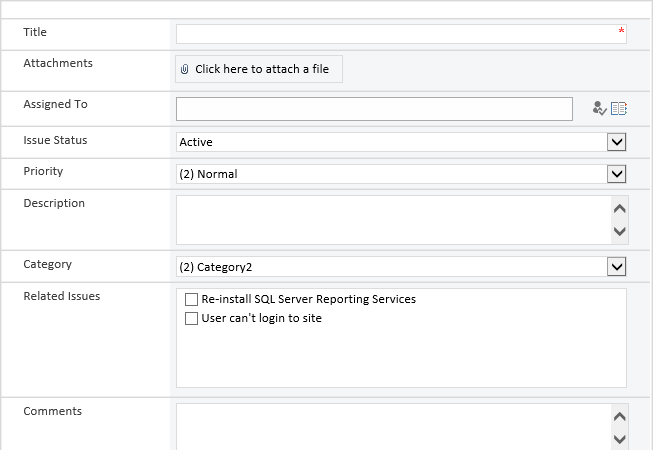 Title *
Attachments Click here to attach a file
Assigned To
Issue Status Active
Priority (2) Normal
Description
Category (2) Category2
Related Issues Re-install SQL Server Reporting Services
User can't login to site
Comments